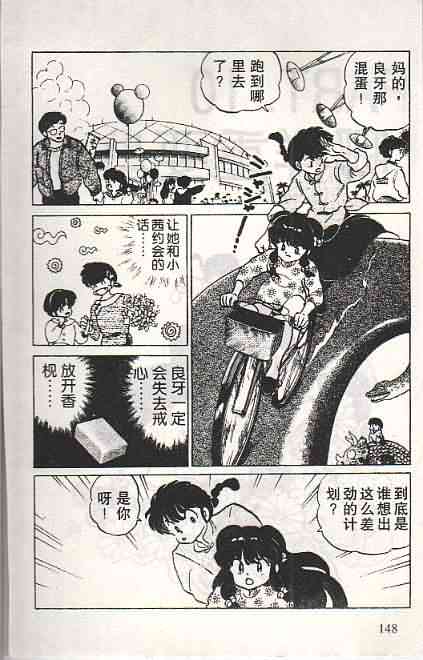 妈的，
良牙那
混蛋！
跑到哪
里去
了？
让她和小
茜约会的
话……
良牙一定
会失去戒
心……
放开香
枧……
到底是
谁想出
这么差
劲的计
划？
是你
呀！
148